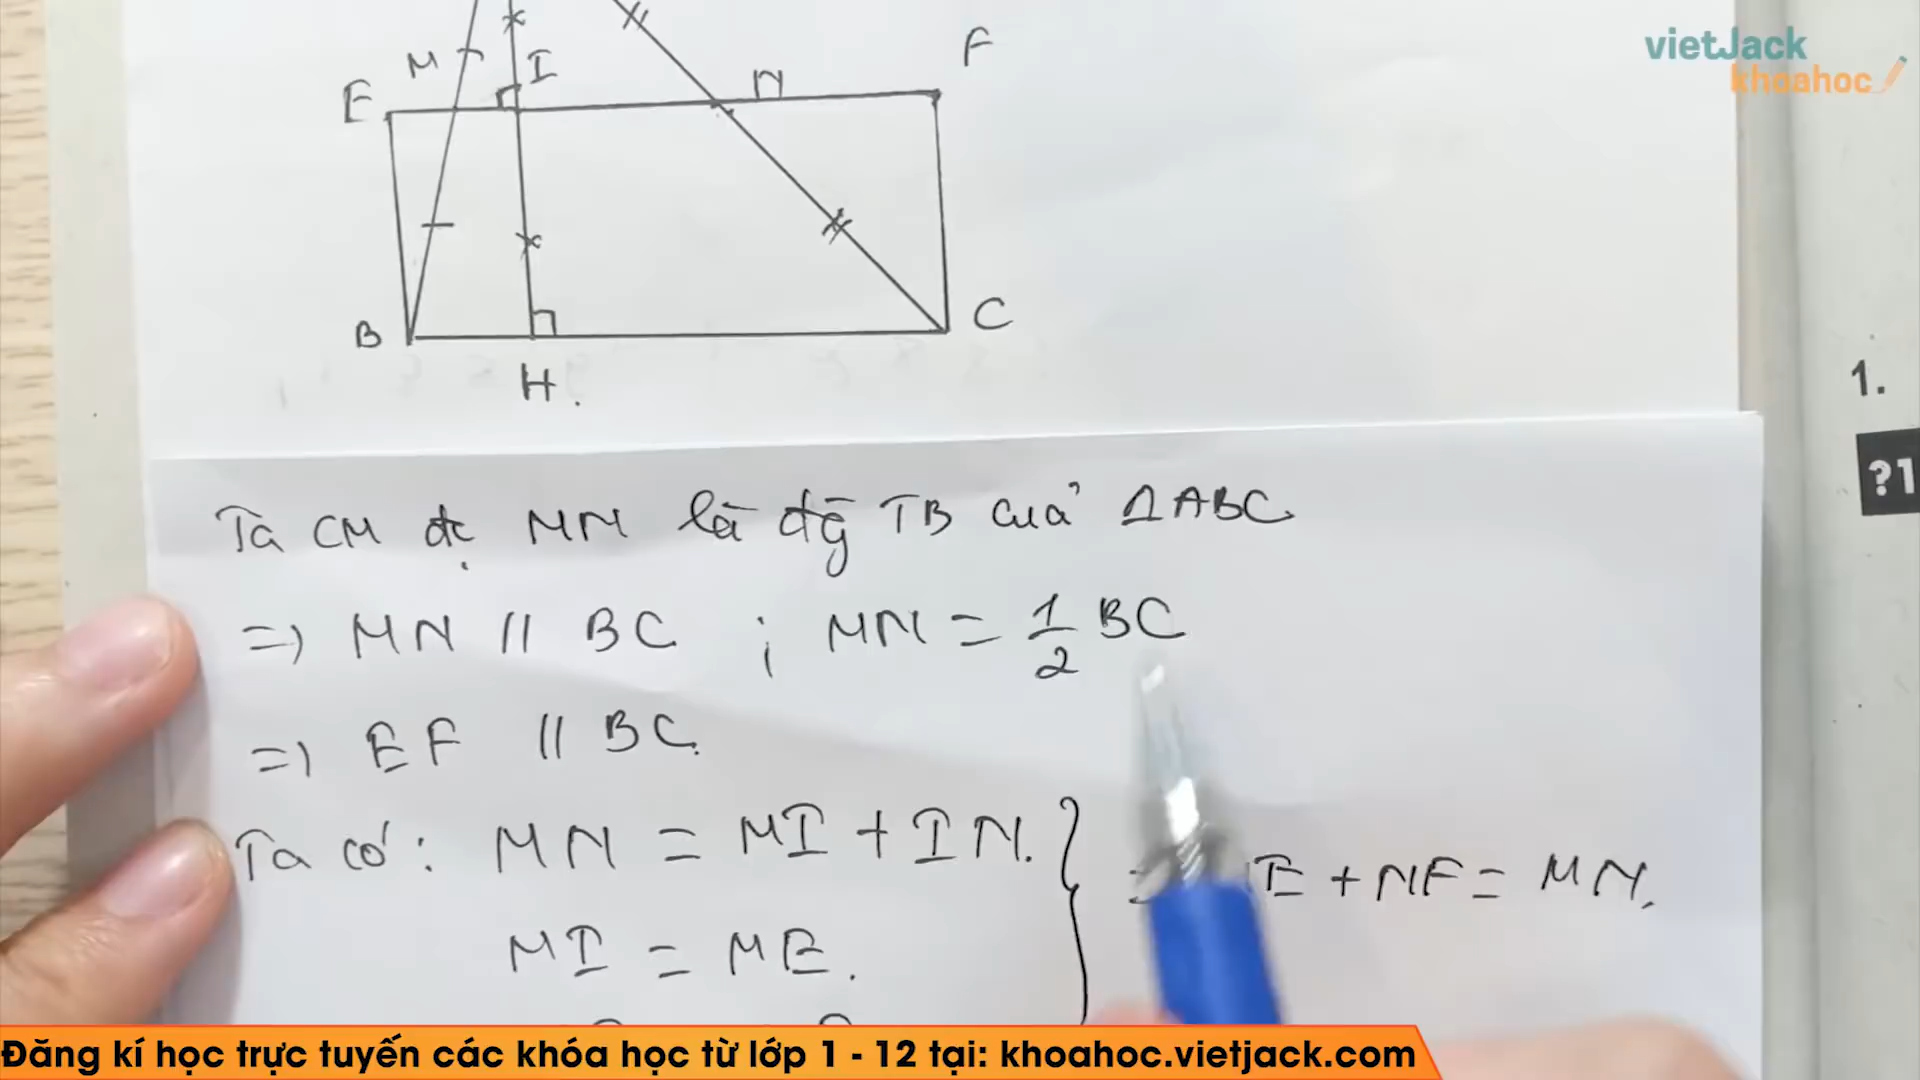 vietJack
khoahoc
M
I
N
F
E
B
C
H.
1.
?1
Ta CM đc MN là đg TB của ΔABC
=> MN // BC ; MN = 1/2 BC
=> EF // BC.
Ta có: MN = MI + IN. } E + NF = MN.
MI = ME.
Đăng kí học trực tuyến các khóa học từ lớp 1 - 12 tại: khoahoc.vietjack.com